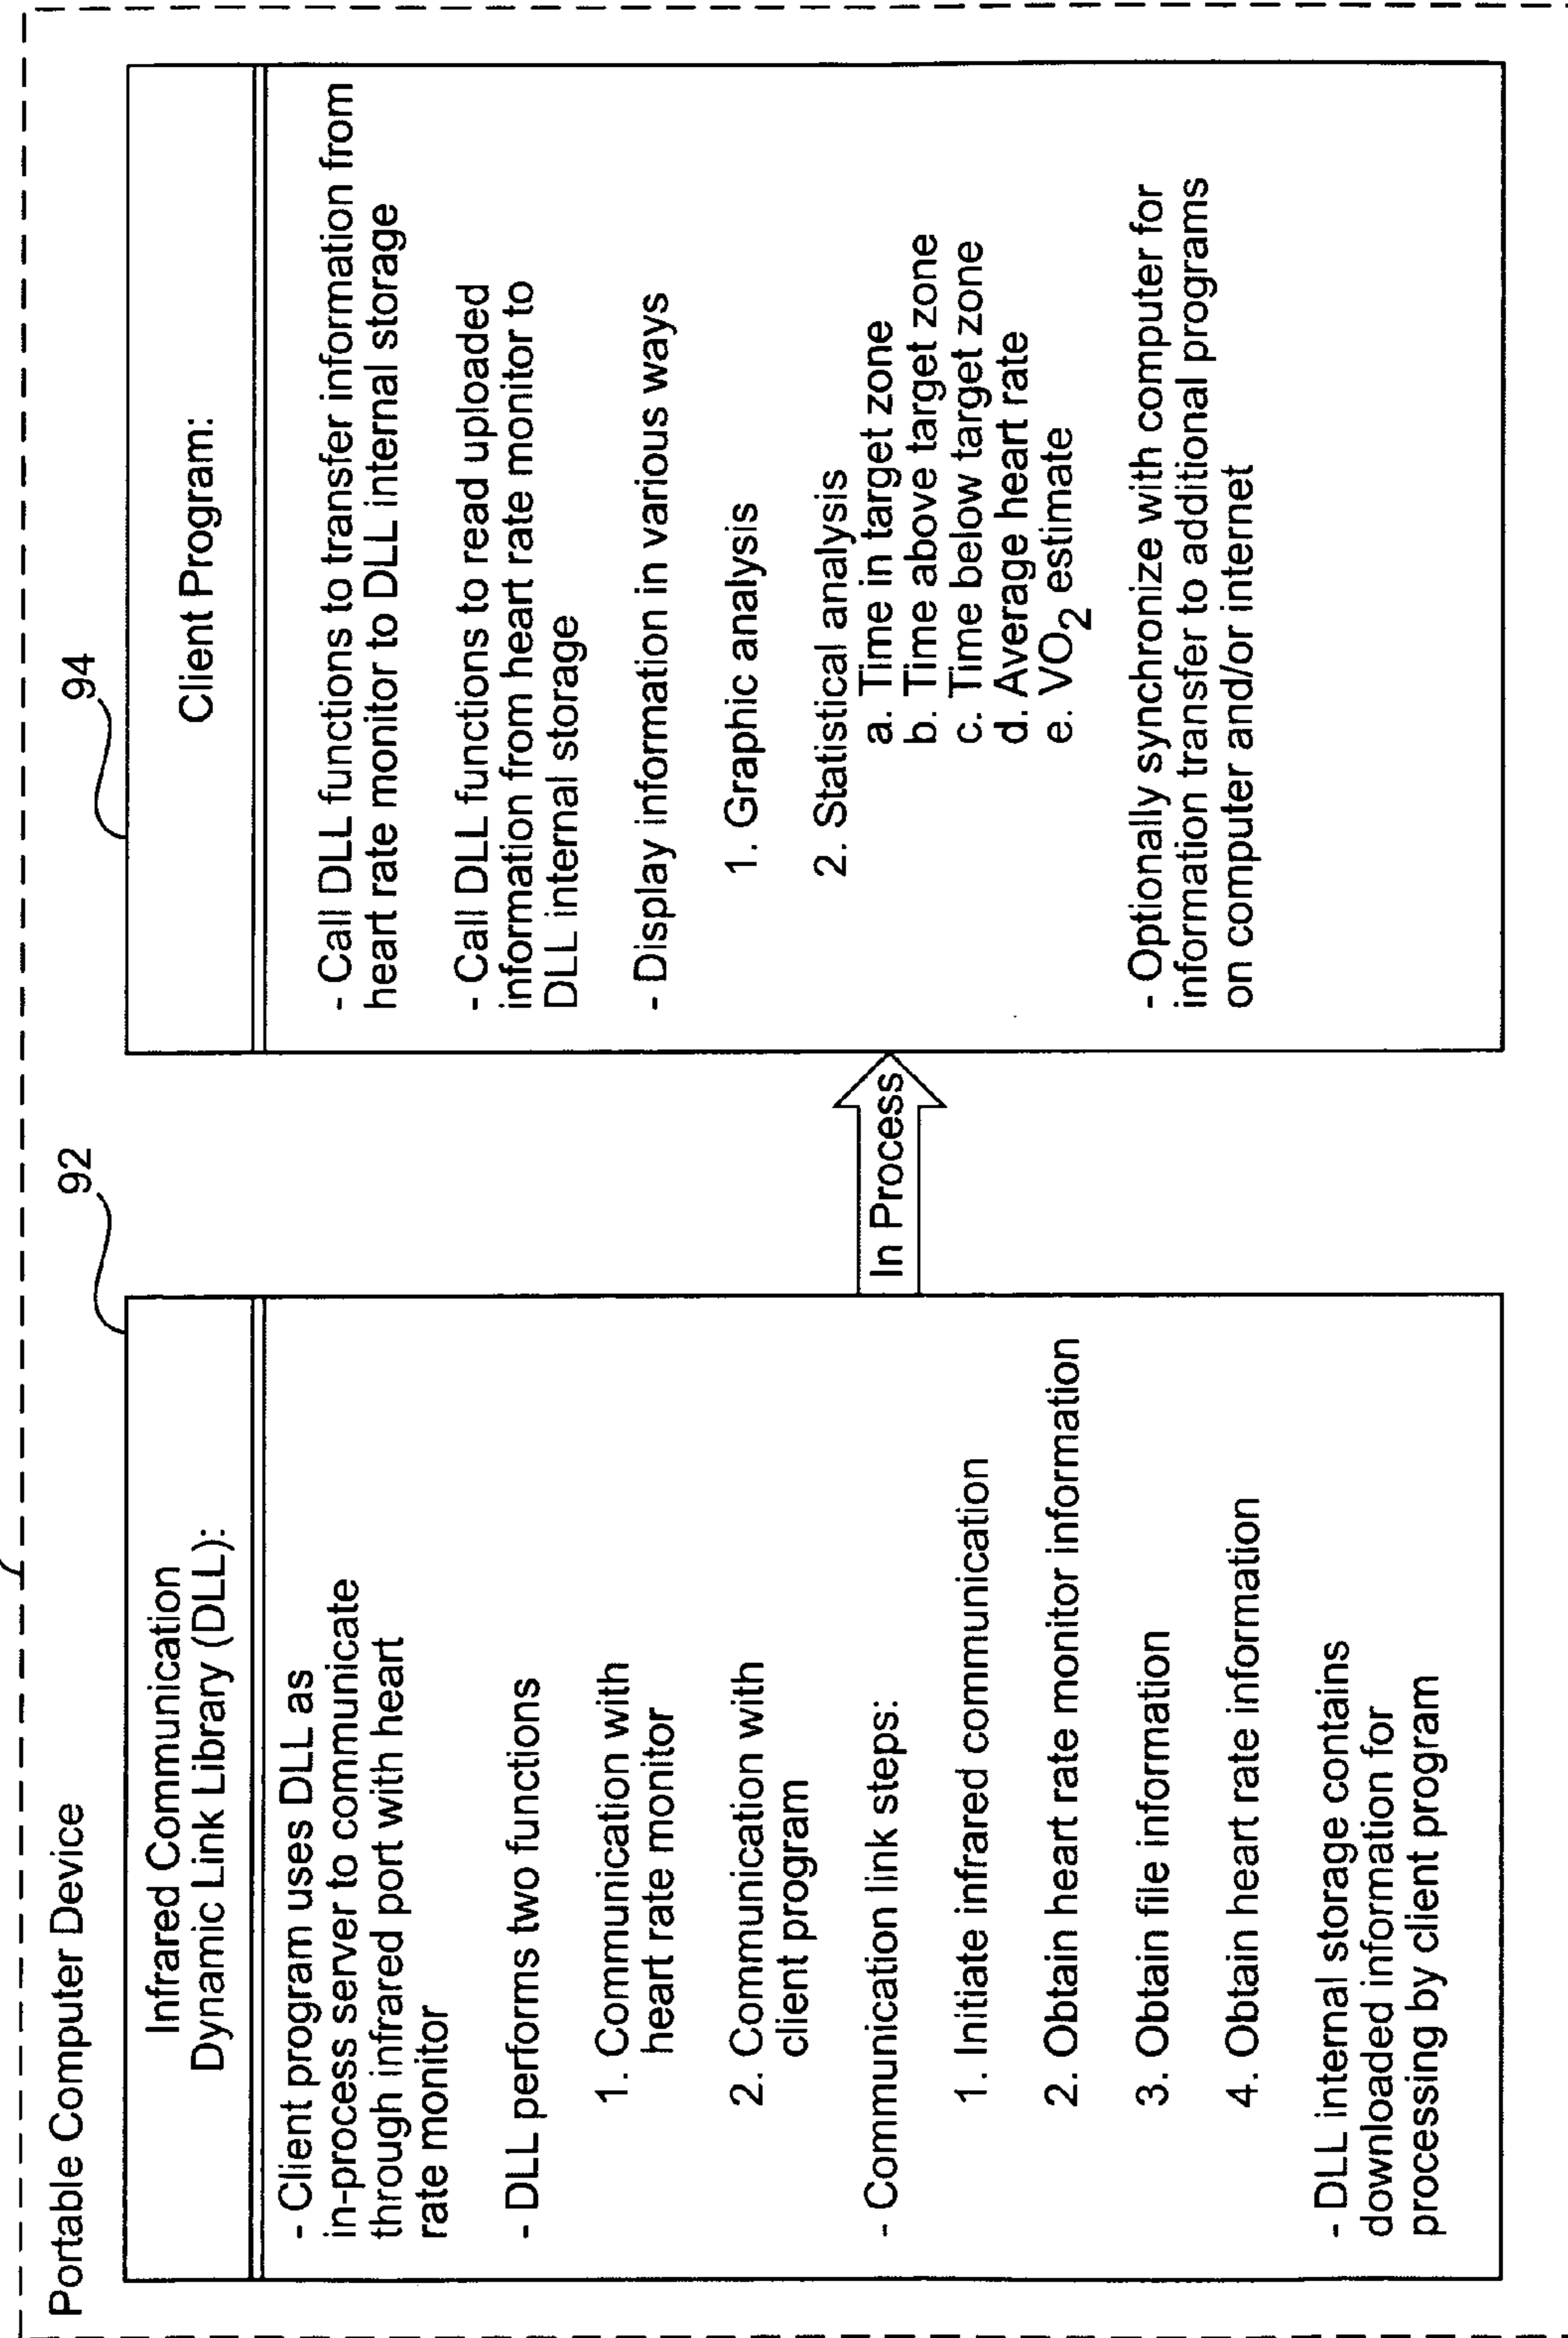 Portable Computer Device
92
Infrared Communication
Dynamic Link Library (DLL):
- Client program uses DLL as
in-process server to communicate
through infrared port with heart
rate monitor
- DLL performs two functions
1. Communication with
heart rate monitor
2. Communication with
client program
- Communication link steps:
1. Initiate infrared communication
2. Obtain heart rate monitor information
3. Obtain file information
4. Obtain heart rate information
- DLL internal storage contains
downloaded information for
processing by client program
In Process
94
Client Program:
- Call DLL functions to transfer information from
heart rate monitor to DLL internal storage
- Call DLL functions to read uploaded
information from heart rate monitor to
DLL internal storage
- Display information in various ways
1. Graphic analysis
2. Statistical analysis
a. Time in target zone
b. Time above target zone
c. Time below target zone
d. Average heart rate
e. VO2 estimate
- Optionally synchronize with computer for
information transfer to additional programs
on computer and/or internet